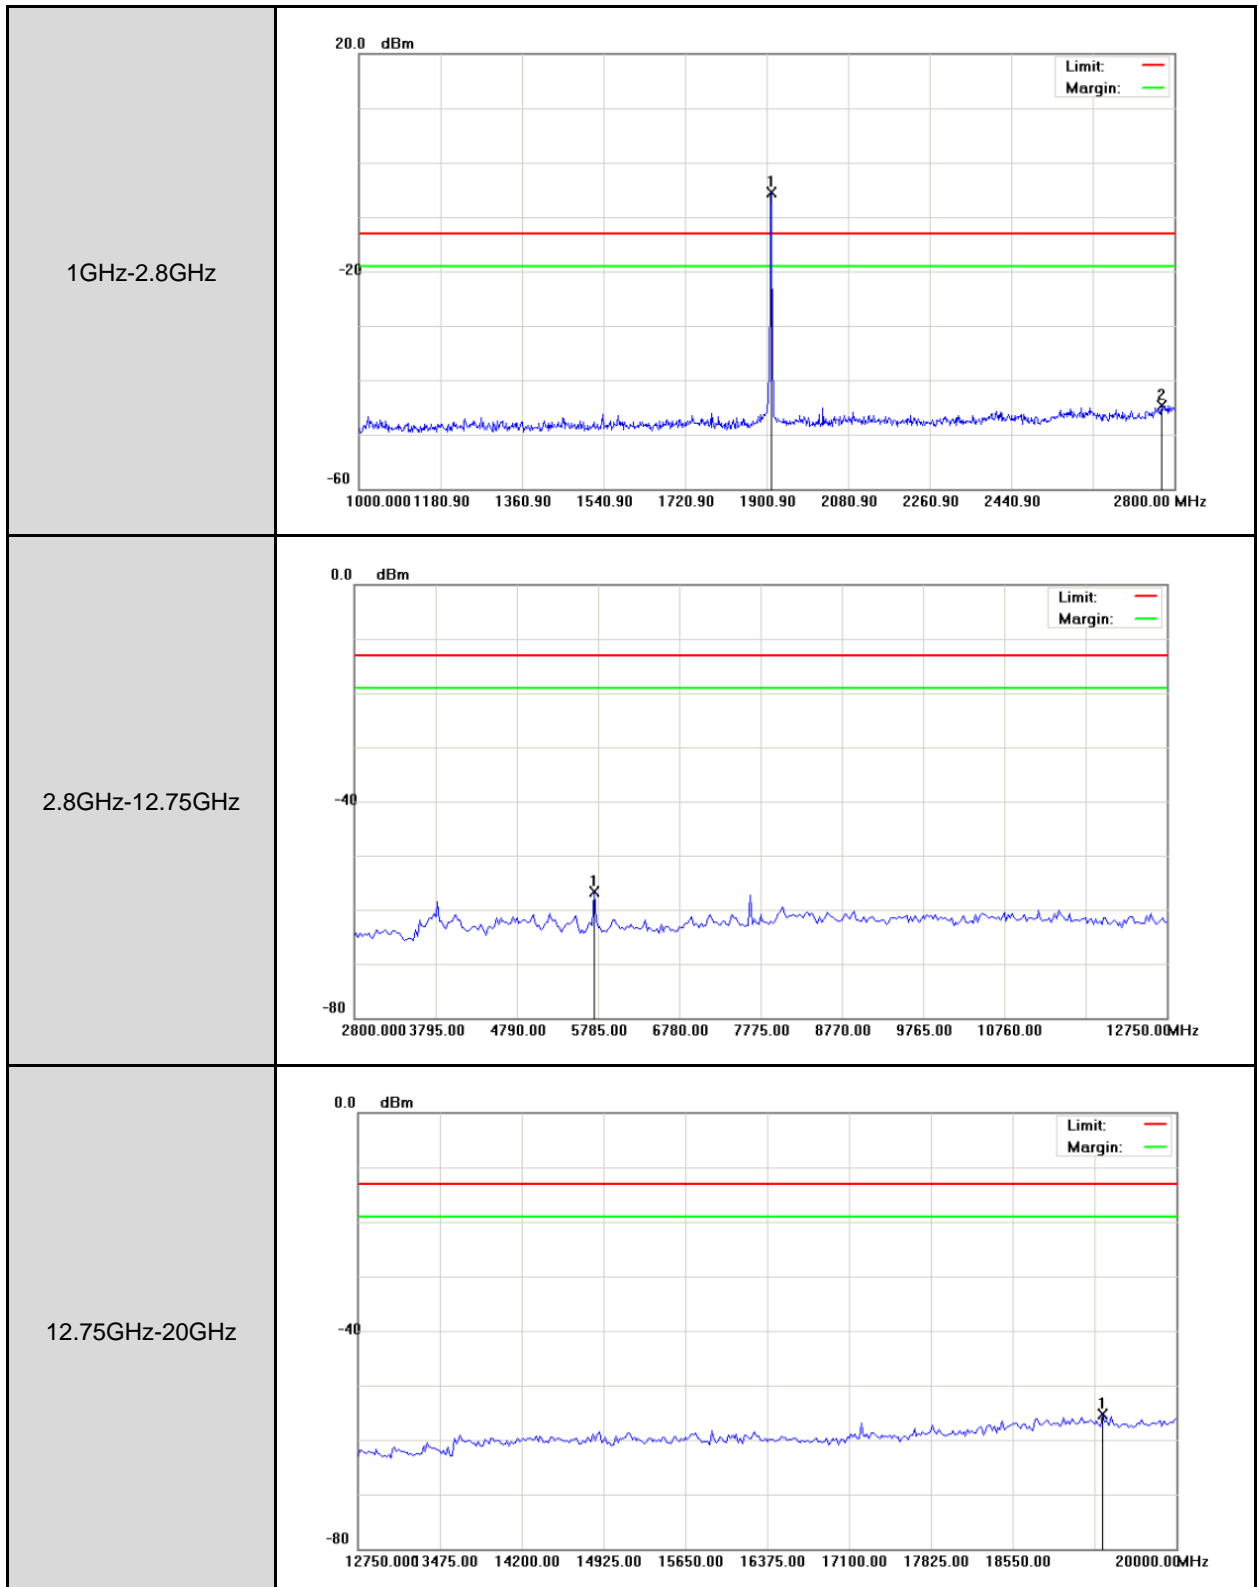 1GHz-2.8GHz
20.0 dBm
Limit:
Margin:
1
-20
2
-60
1000.000 1180.90 1360.90 1540.90 1720.90 1900.90 2080.90 2260.90 2440.90 2800.00 MHz
2.8GHz-12.75GHz
0.0 dBm
Limit:
Margin:
-40
1
-80
2800.000 3795.00 4790.00 5785.00 6780.00 7775.00 8770.00 9765.00 10760.00 12750.00MHz
12.75GHz-20GHz
0.0 dBm
Limit:
Margin:
-40
1
-80
12750.000 13475.00 14200.00 14925.00 15650.00 16375.00 17100.00 17825.00 18550.00 20000.00MHz